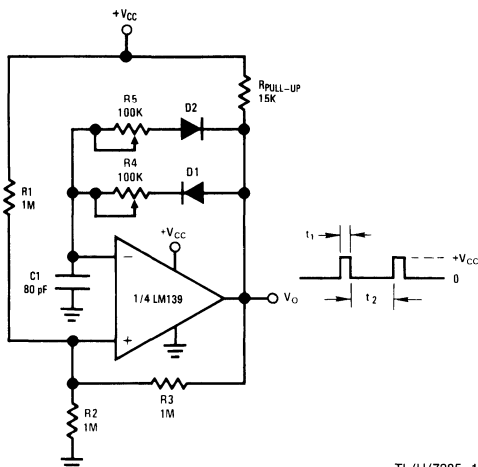 +VCC
RPULL-UP
15K
R5
100K
D2
R4
100K
D1
R1
1M
+VCC
t1
+VCC
0
t2
C1
80 pF
−
1/4 LM139
VO
+
R3
1M
R2
1M